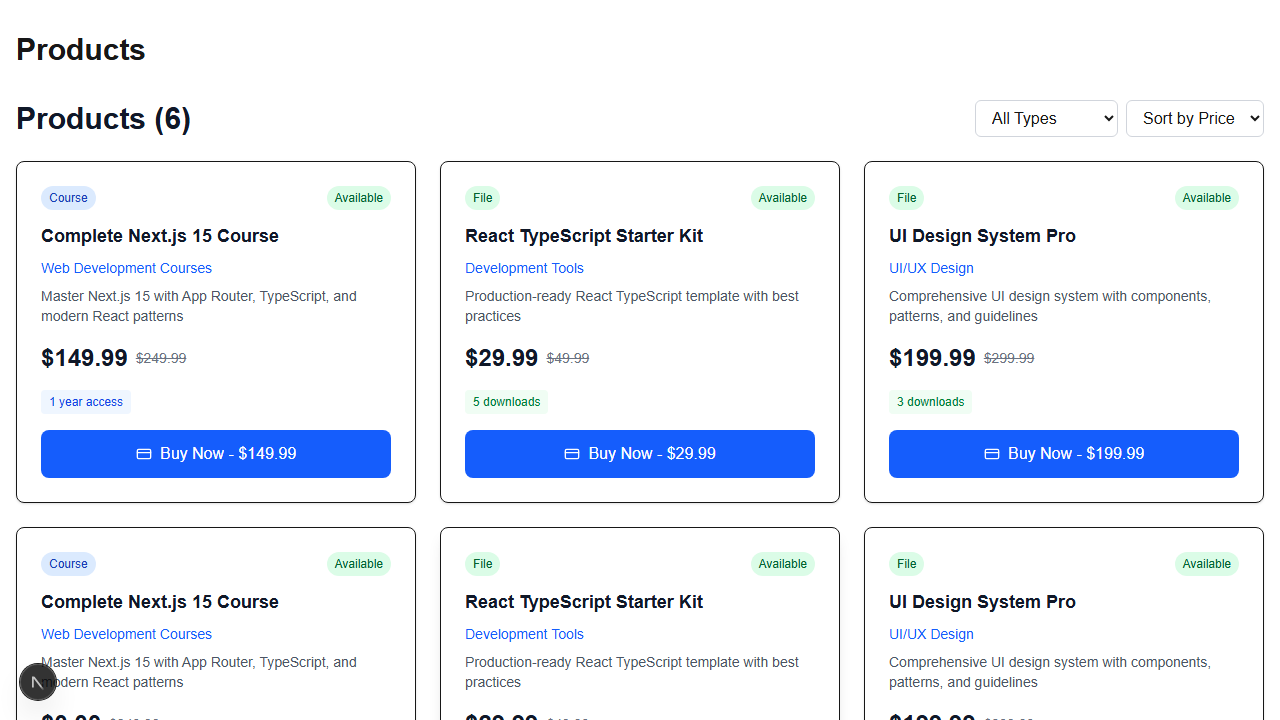 Products
Products (6)
All Types
Sort by Price
Course
Available
Complete Next.js 15 Course
Web Development Courses
Master Next.js 15 with App Router, TypeScript, and
modern React patterns
$149.99 $249.99
1 year access
Buy Now - $149.99
File
Available
React TypeScript Starter Kit
Development Tools
Production-ready React TypeScript template with best
practices
$29.99 $49.99
5 downloads
Buy Now - $29.99
File
Available
UI Design System Pro
UI/UX Design
Comprehensive UI design system with components,
patterns, and guidelines
$199.99 $299.99
3 downloads
Buy Now - $199.99
Course
Available
Complete Next.js 15 Course
Web Development Courses
Master Next.js 15 with App Router, TypeScript, and
modern React patterns
File
Available
React TypeScript Starter Kit
Development Tools
Production-ready React TypeScript template with best
practices
File
Available
UI Design System Pro
UI/UX Design
Comprehensive UI design system with components,
patterns, and guidelines